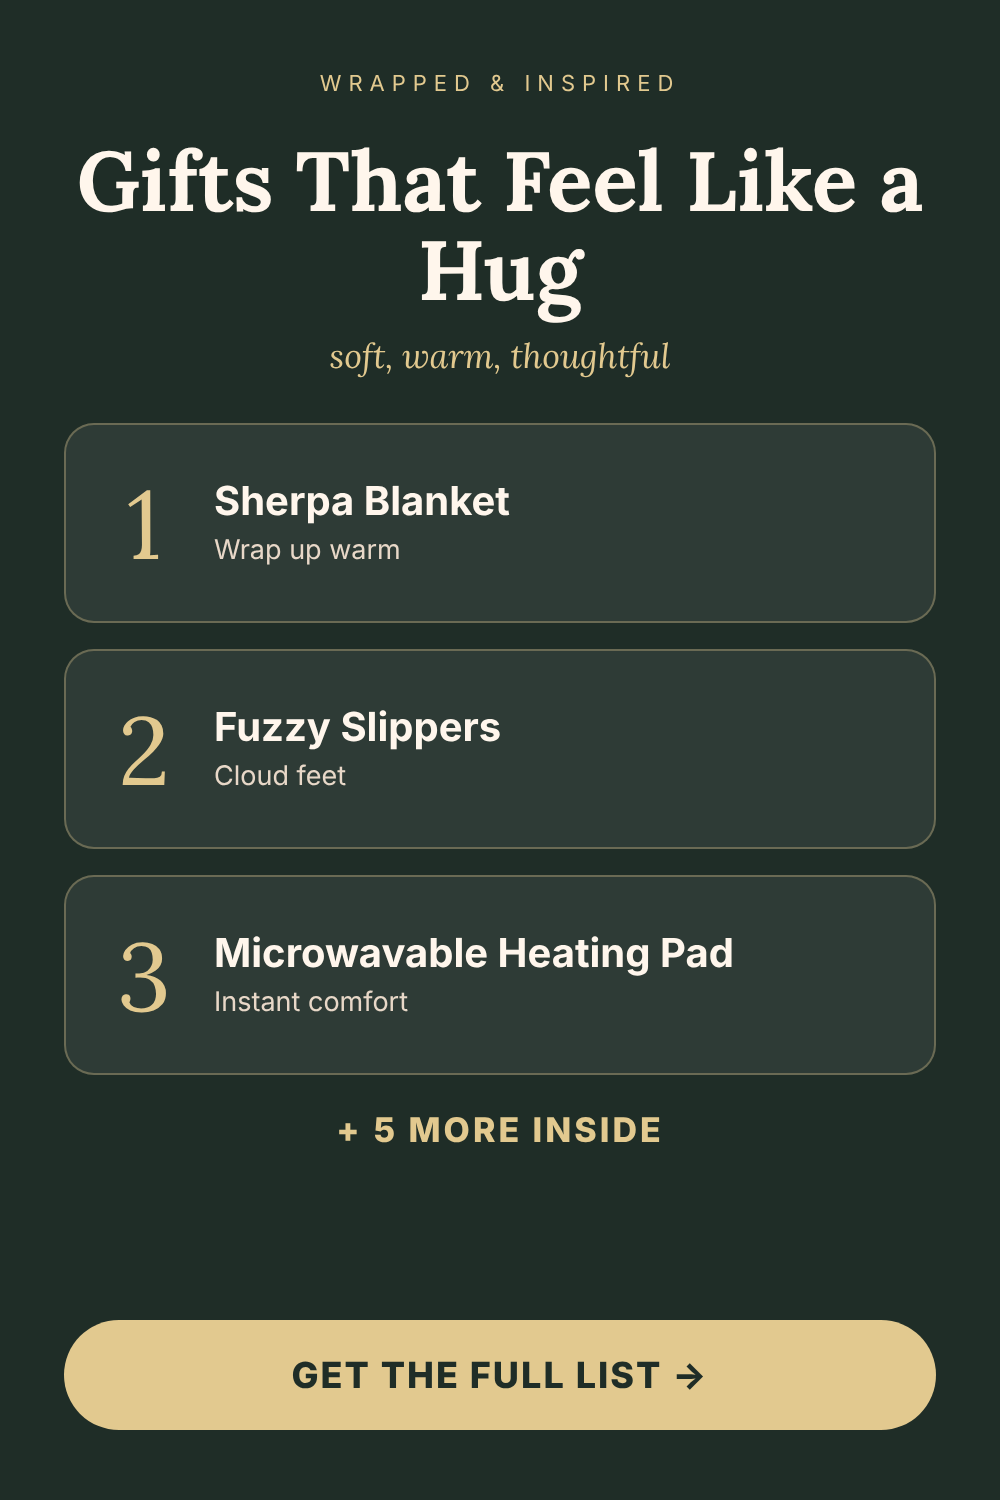 WRAPPED & INSPIRED
Gifts That Feel Like a
Hug
soft, warm, thoughtful
1
Sherpa Blanket
Wrap up warm
2
Fuzzy Slippers
Cloud feet
3
Microwavable Heating Pad
Instant comfort
+ 5 MORE INSIDE
GET THE FULL LIST →